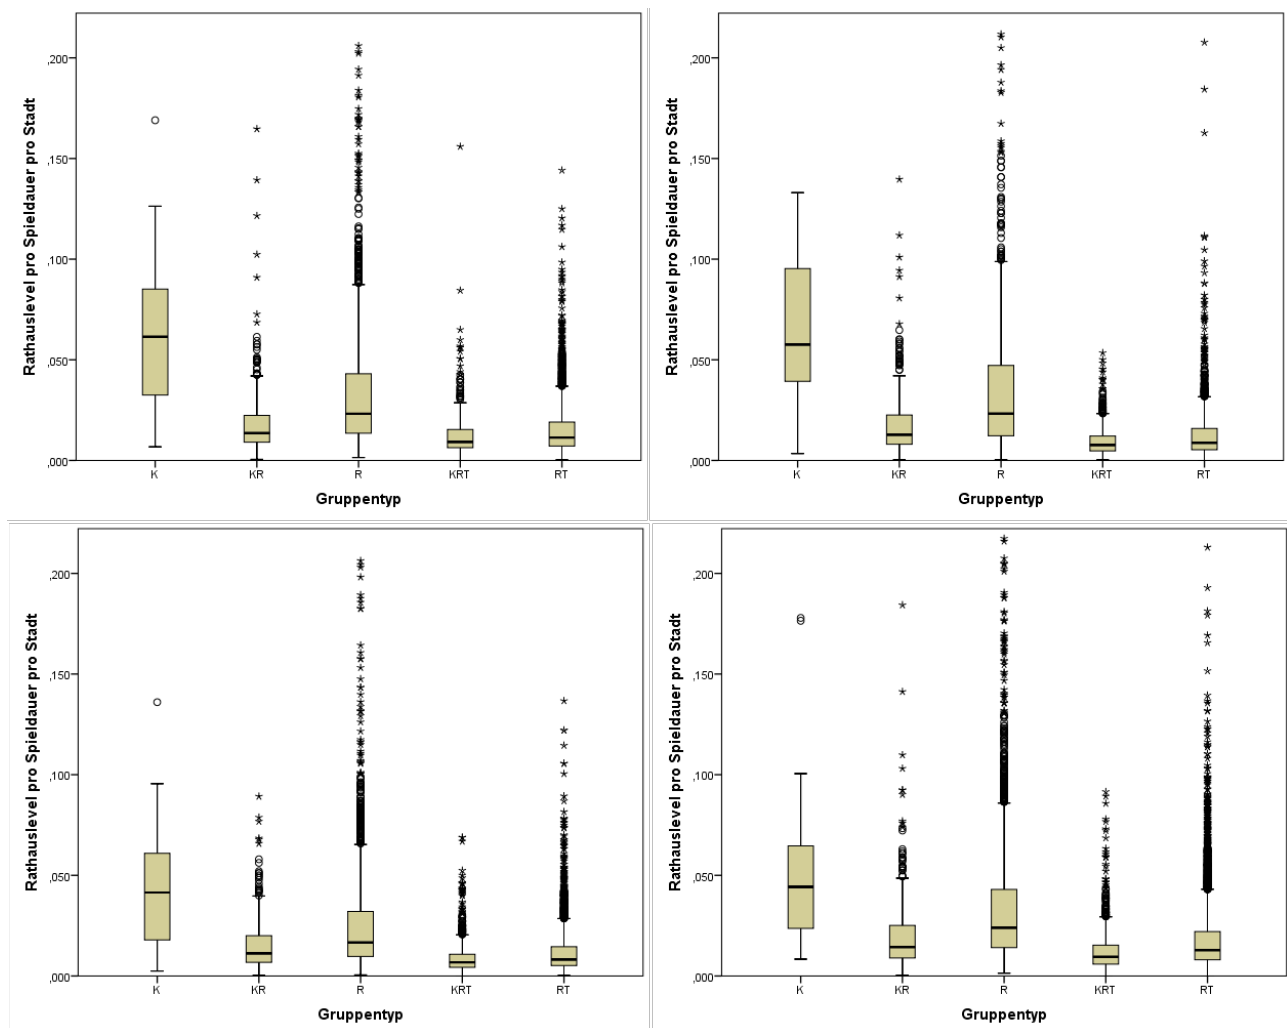 Rathauslevel pro Spieldauer pro Stadt
,200
,150
,100
,050
,000
K KR R KRT RT
Gruppentyp
Rathauslevel pro Spieldauer pro Stadt
,200
,150
,100
,050
,000
K KR R KRT RT
Gruppentyp
Rathauslevel pro Spieldauer pro Stadt
,200
,150
,100
,050
,000
K KR R KRT RT
Gruppentyp
Rathauslevel pro Spieldauer pro Stadt
,200
,150
,100
,050
,000
K KR R KRT RT
Gruppentyp